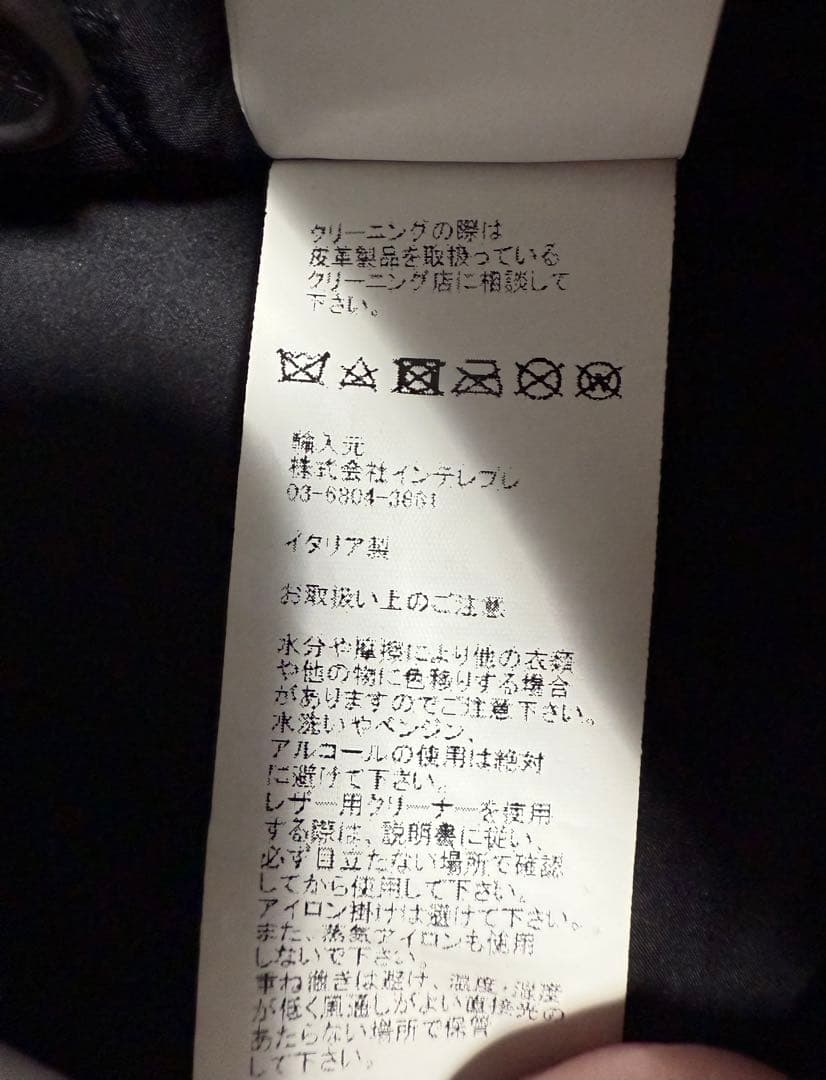 クリーニングの際は
皮革製品を取扱っている
クリーニング店に相談して
下さい。
輸入元
株式会社インテレプレ
03-6804-3861
イタリア製
お取扱い上のご注意
水分や摩擦により他の衣類
や他の物に色移りする場合
がありますのでご注意下さい。
水洗いやベンジン、
アルコールの使用は絶対
に避けて下さい。
レザー用クリーナーを使用
する際は、説明書に従い、
必ず目立たない場所で確認
してから使用して下さい。
アイロン掛けは避けて下さい。
また、蒸気アイロンも使用
しないで下さい。
重ね置きは避け、温度・湿度
が低く風通しがよい直接光の
あたらない場所で保管
して下さい。